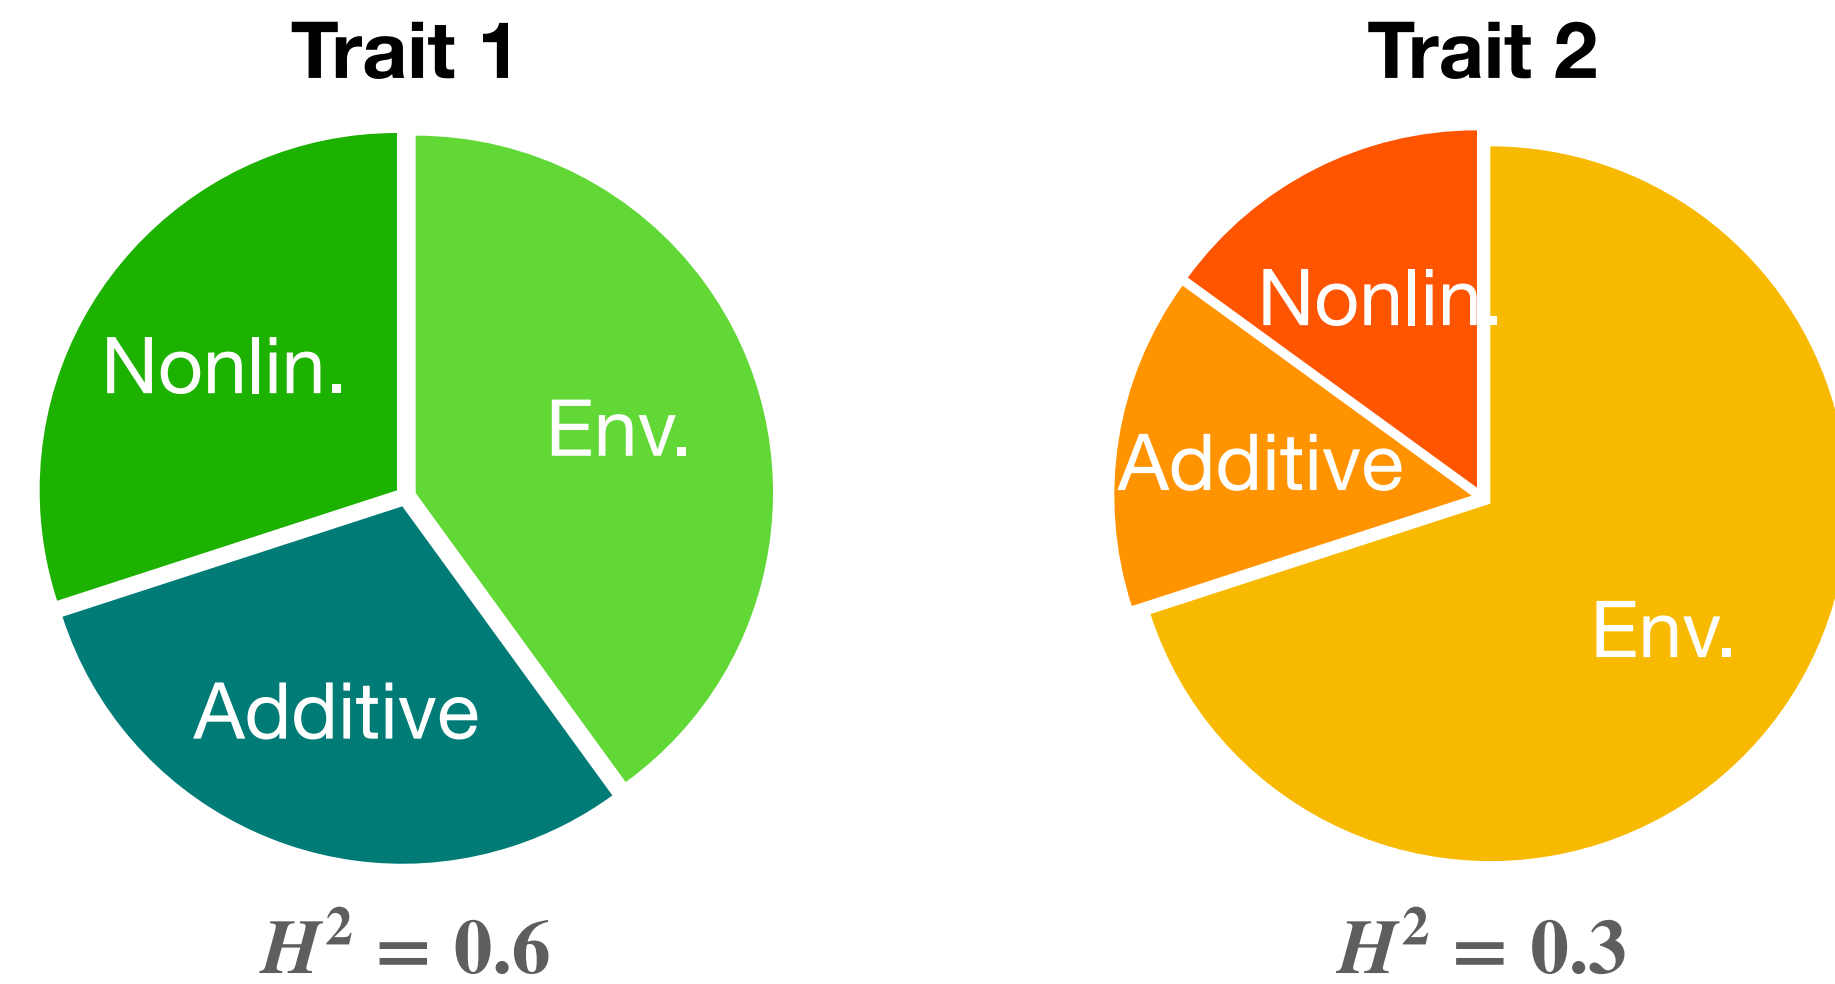 Trait 1
Nonlin.
Env.
Additive
H² = 0.6
Trait 2
Nonlin.
Additive
Env.
H² = 0.3